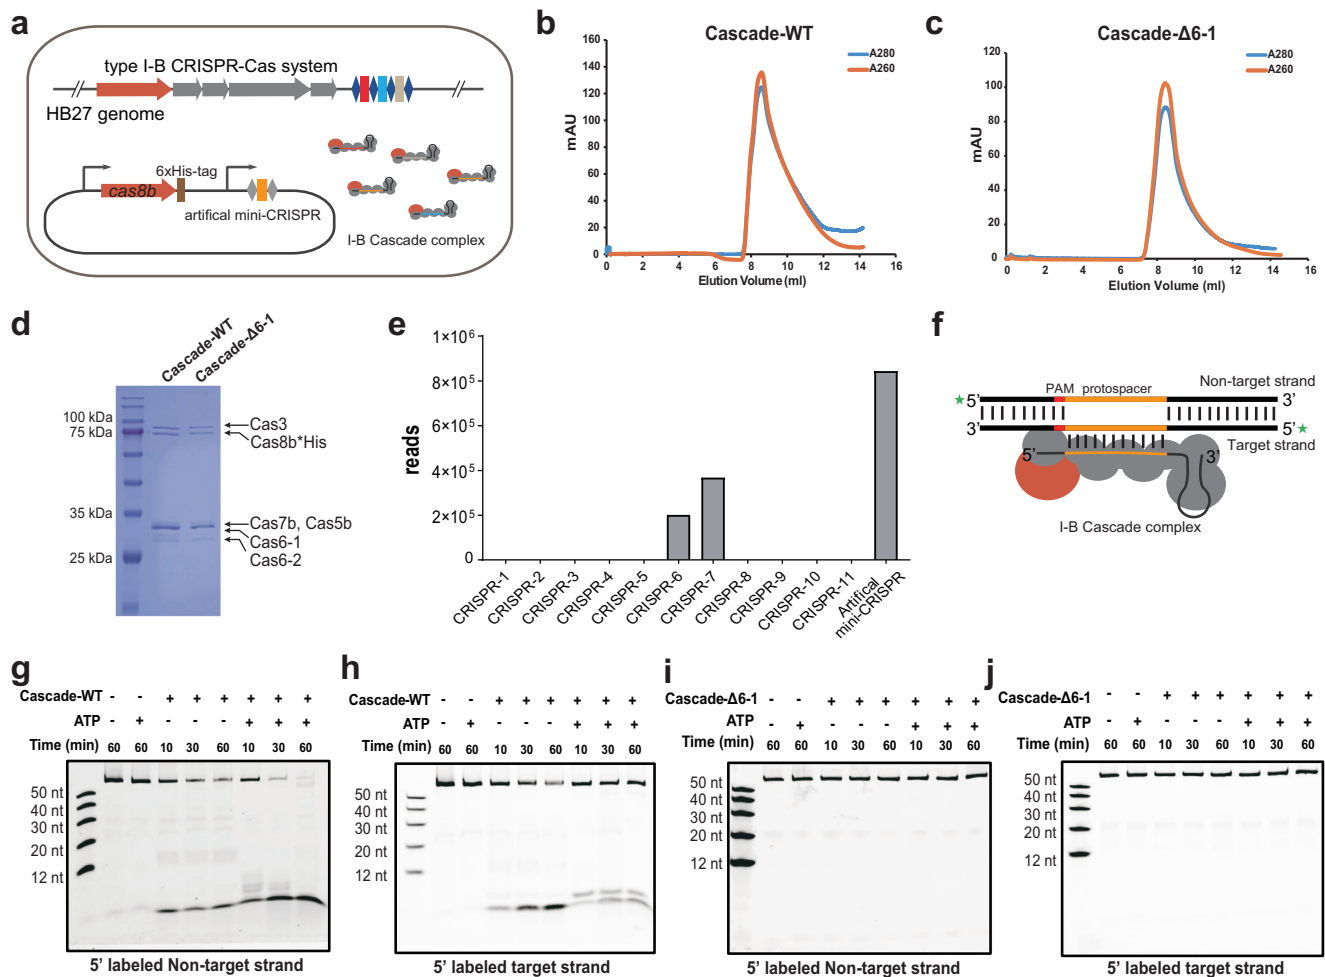 a
type I-B CRISPR-Cas system
HB27 genome
6xHis-tag
cas8b
artifical mini-CRISPR
I-B Cascade complex
b
Cascade-WT
A280
A260
mAU
160
140
120
100
80
60
40
20
0
0 2 4 6 8 10 12 14 16
Elution Volume (ml)
c
Cascade-Δ6-1
A280
A260
mAU
120
100
80
60
40
20
0
0 2 4 6 8 10 12 14 16
Elution Volume (ml)
d
Cascade-WT
Cascade-Δ6-1
100 kDa
75 kDa
35 kDa
25 kDa
Cas3
Cas8b*His
Cas7b, Cas5b
Cas6-1
Cas6-2
e
reads
1×10⁶
8×10⁵
6×10⁵
4×10⁵
2×10⁵
0
CRISPR-1
CRISPR-2
CRISPR-3
CRISPR-4
CRISPR-5
CRISPR-6
CRISPR-7
CRISPR-8
CRISPR-9
CRISPR-10
CRISPR-11
Artifical
mini-CRISPR
f
PAM protospacer
Non-target strand
5’ 3’
3’ 5’
Target strand
5’ 3’
I-B Cascade complex
g
Cascade-WT - - + + + + + +
ATP - + - - - + + +
Time (min) 60 60 10 30 60 10 30 60
50 nt
40 nt
30 nt
20 nt
12 nt
5’ labeled Non-target strand
h
Cascade-WT - - + + + + + +
ATP - + - - - + + +
Time (min) 60 60 10 30 60 10 30 60
50 nt
40 nt
30 nt
20 nt
12 nt
5’ labeled target strand
i
Cascade-Δ6-1 - - + + + + + +
ATP - + - - - + + +
Time (min) 60 60 10 30 60 10 30 60
50 nt
40 nt
30 nt
20 nt
12 nt
5’ labeled Non-target strand
j
Cascade-Δ6-1 - - + + + + + +
ATP - + - - - + + +
Time (min) 60 60 10 30 60 10 30 60
50 nt
40 nt
30 nt
20 nt
12 nt
5’ labeled target strand